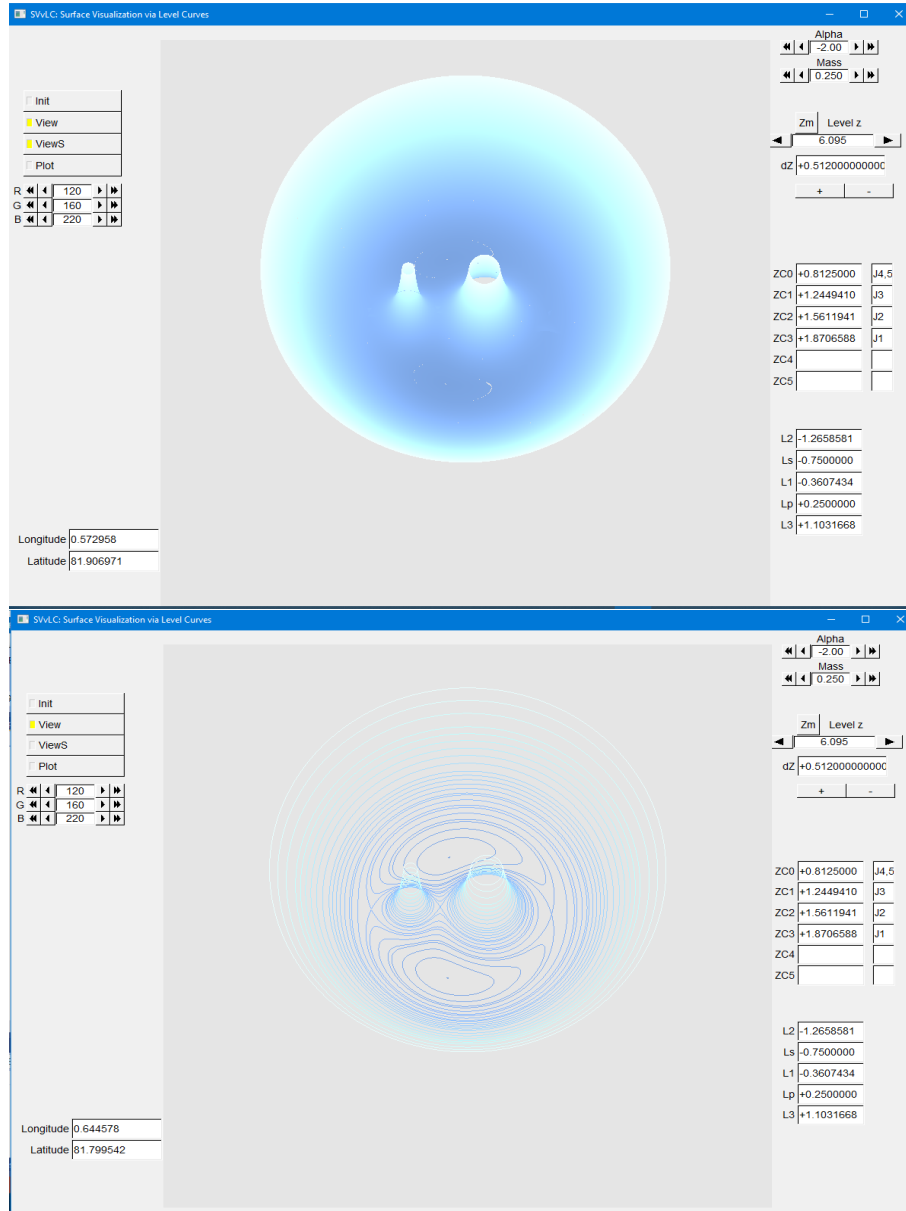 SVvLC: Surface Visualization via Level Curves
Alpha
-2.00
Mass
0.250
Init
View
ViewS
Plot
R 120
G 160
B 220
Zm Level z
6.095
dZ +0.512000000000
+ -
ZC0 +0.8125000 J4,5
ZC1 +1.2449410 J3
ZC2 +1.5611941 J2
ZC3 +1.8706588 J1
ZC4
ZC5
L2 -1.2658581
Ls -0.7500000
L1 -0.3607434
Lp +0.2500000
L3 +1.1031668
Longitude 0.572958
Latitude 81.906971
SVvLC: Surface Visualization via Level Curves
Alpha
-2.00
Mass
0.250
Init
View
ViewS
Plot
R 120
G 160
B 220
Zm Level z
6.095
dZ +0.512000000000
+ -
ZC0 +0.8125000 J4,5
ZC1 +1.2449410 J3
ZC2 +1.5611941 J2
ZC3 +1.8706588 J1
ZC4
ZC5
L2 -1.2658581
Ls -0.7500000
L1 -0.3607434
Lp +0.2500000
L3 +1.1031668
Longitude 0.644578
Latitude 81.799542